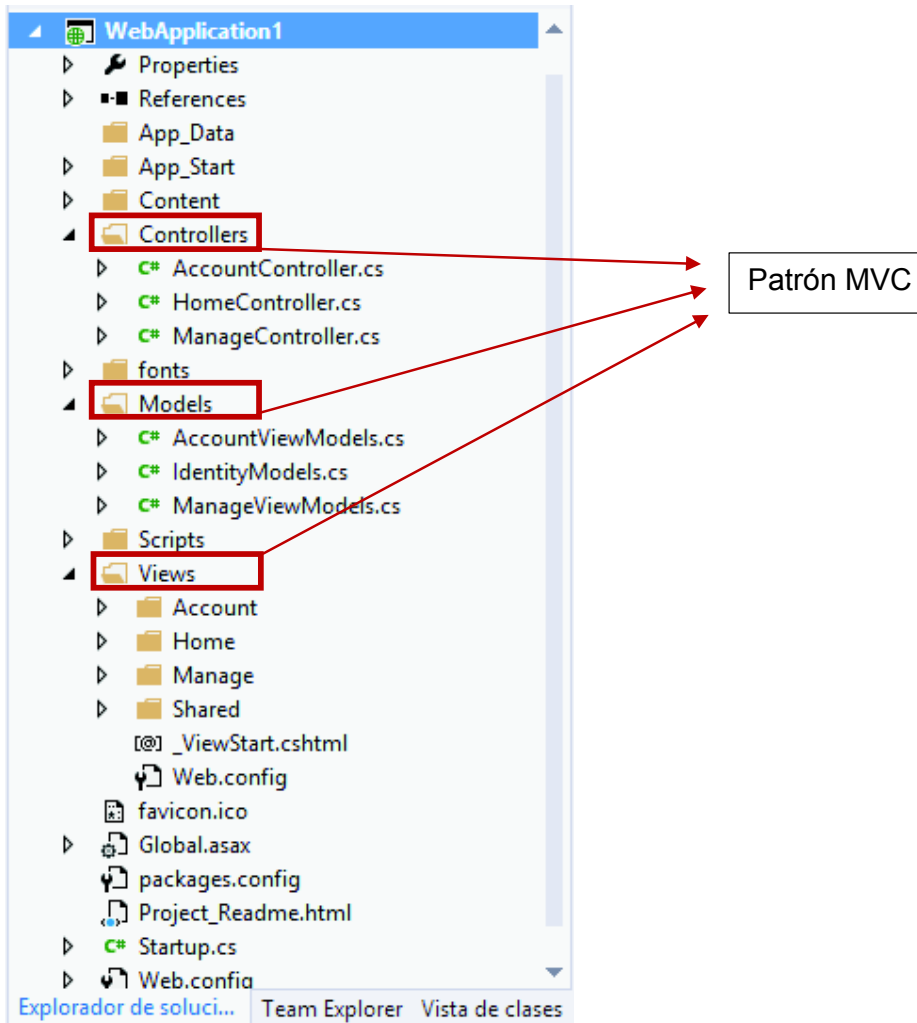 WebApplication1
Properties
References
App_Data
App_Start
Content
Controllers
C# AccountController.cs
C# HomeController.cs
C# ManageController.cs
fonts
Models
C# AccountViewModels.cs
C# IdentityModels.cs
C# ManageViewModels.cs
Scripts
Views
Account
Home
Manage
Shared
[@] _ViewStart.cshtml
Web.config
favicon.ico
Global.asax
packages.config
Project_Readme.html
C# Startup.cs
Web.config
Explorador de soluci... Team Explorer Vista de clases
Patrón MVC